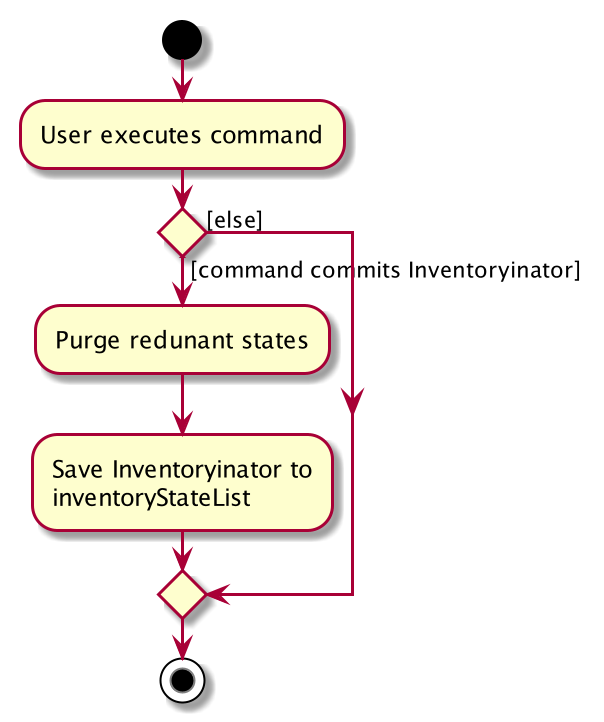 User executes command
[else]
[command commits Inventoryinator]
Purge redunant states
Save Inventoryinator to
inventoryStateList